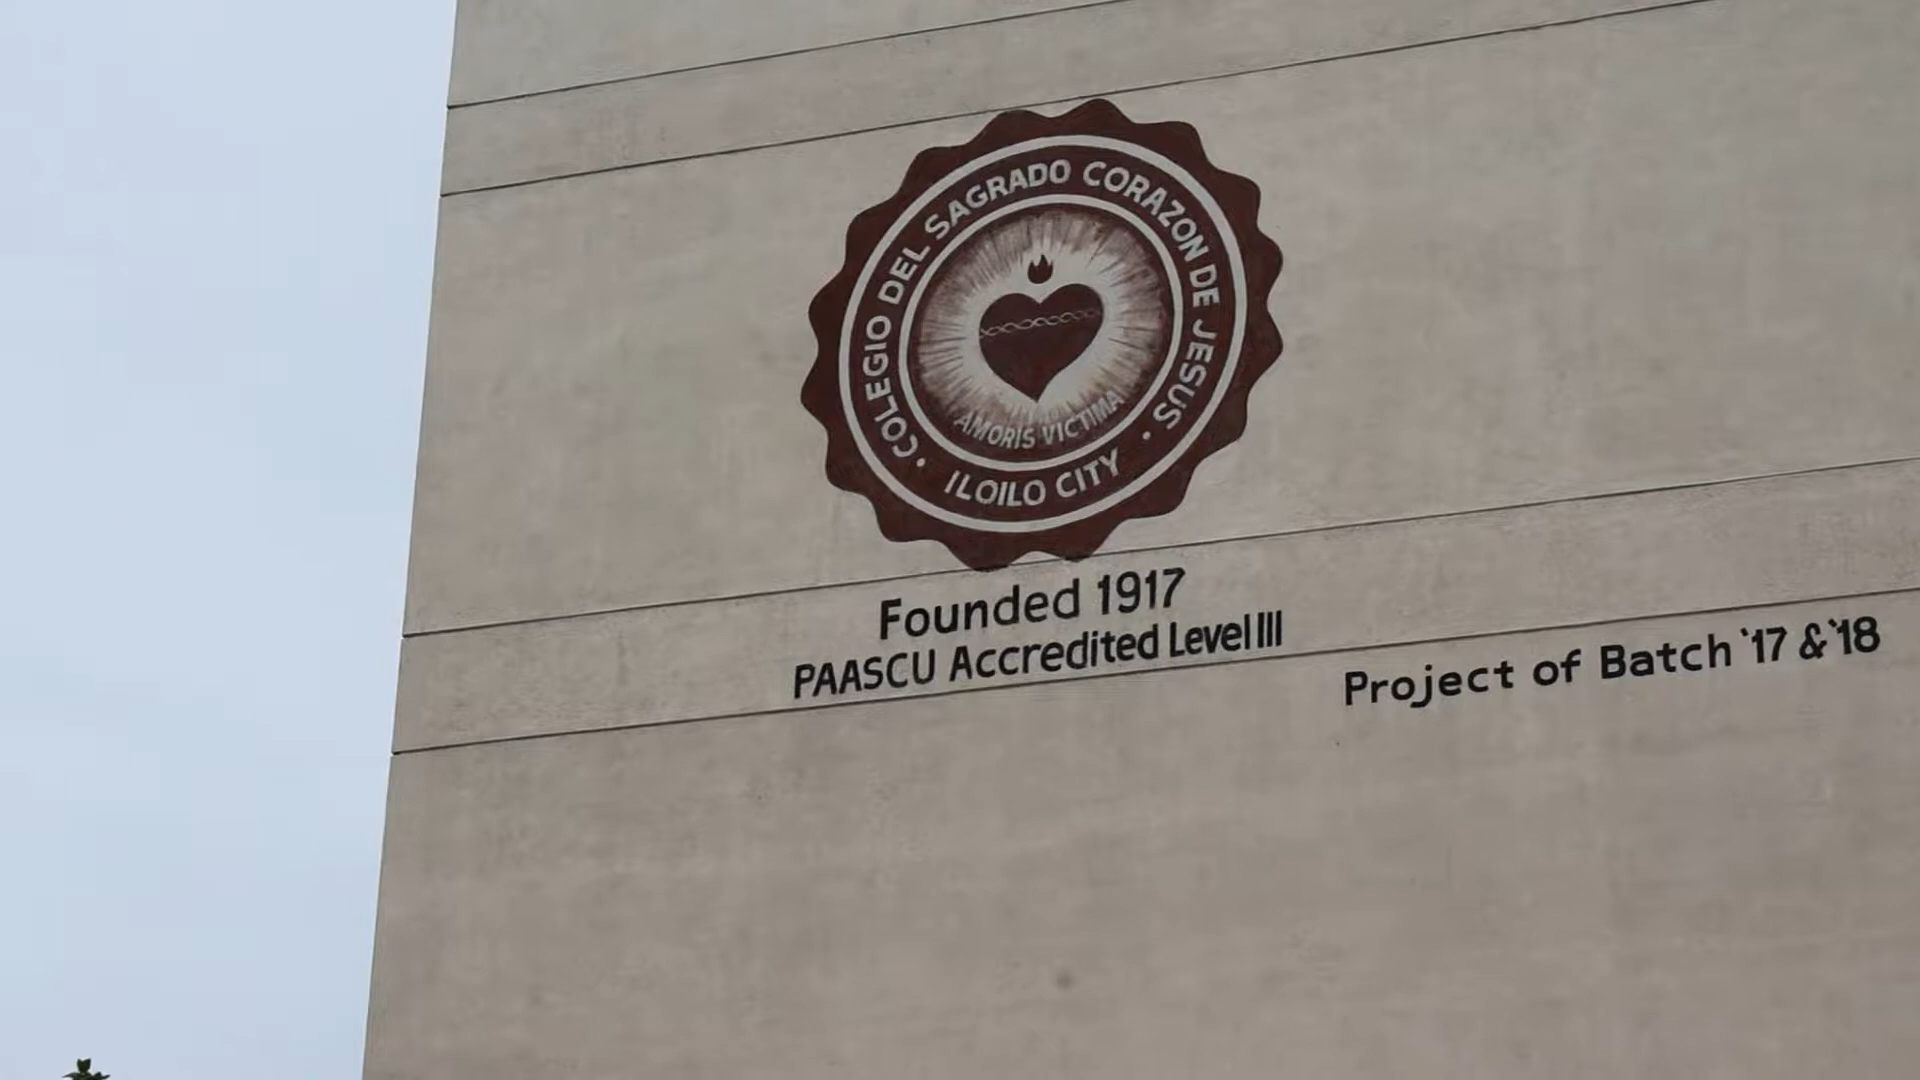 COLEGIO DEL SAGRADO CORAZON DE JESUS
AMORIS VICTIMA
• ILOILO CITY •
Founded 1917
PAASCU Accredited Level III
Project of Batch '17 & '18